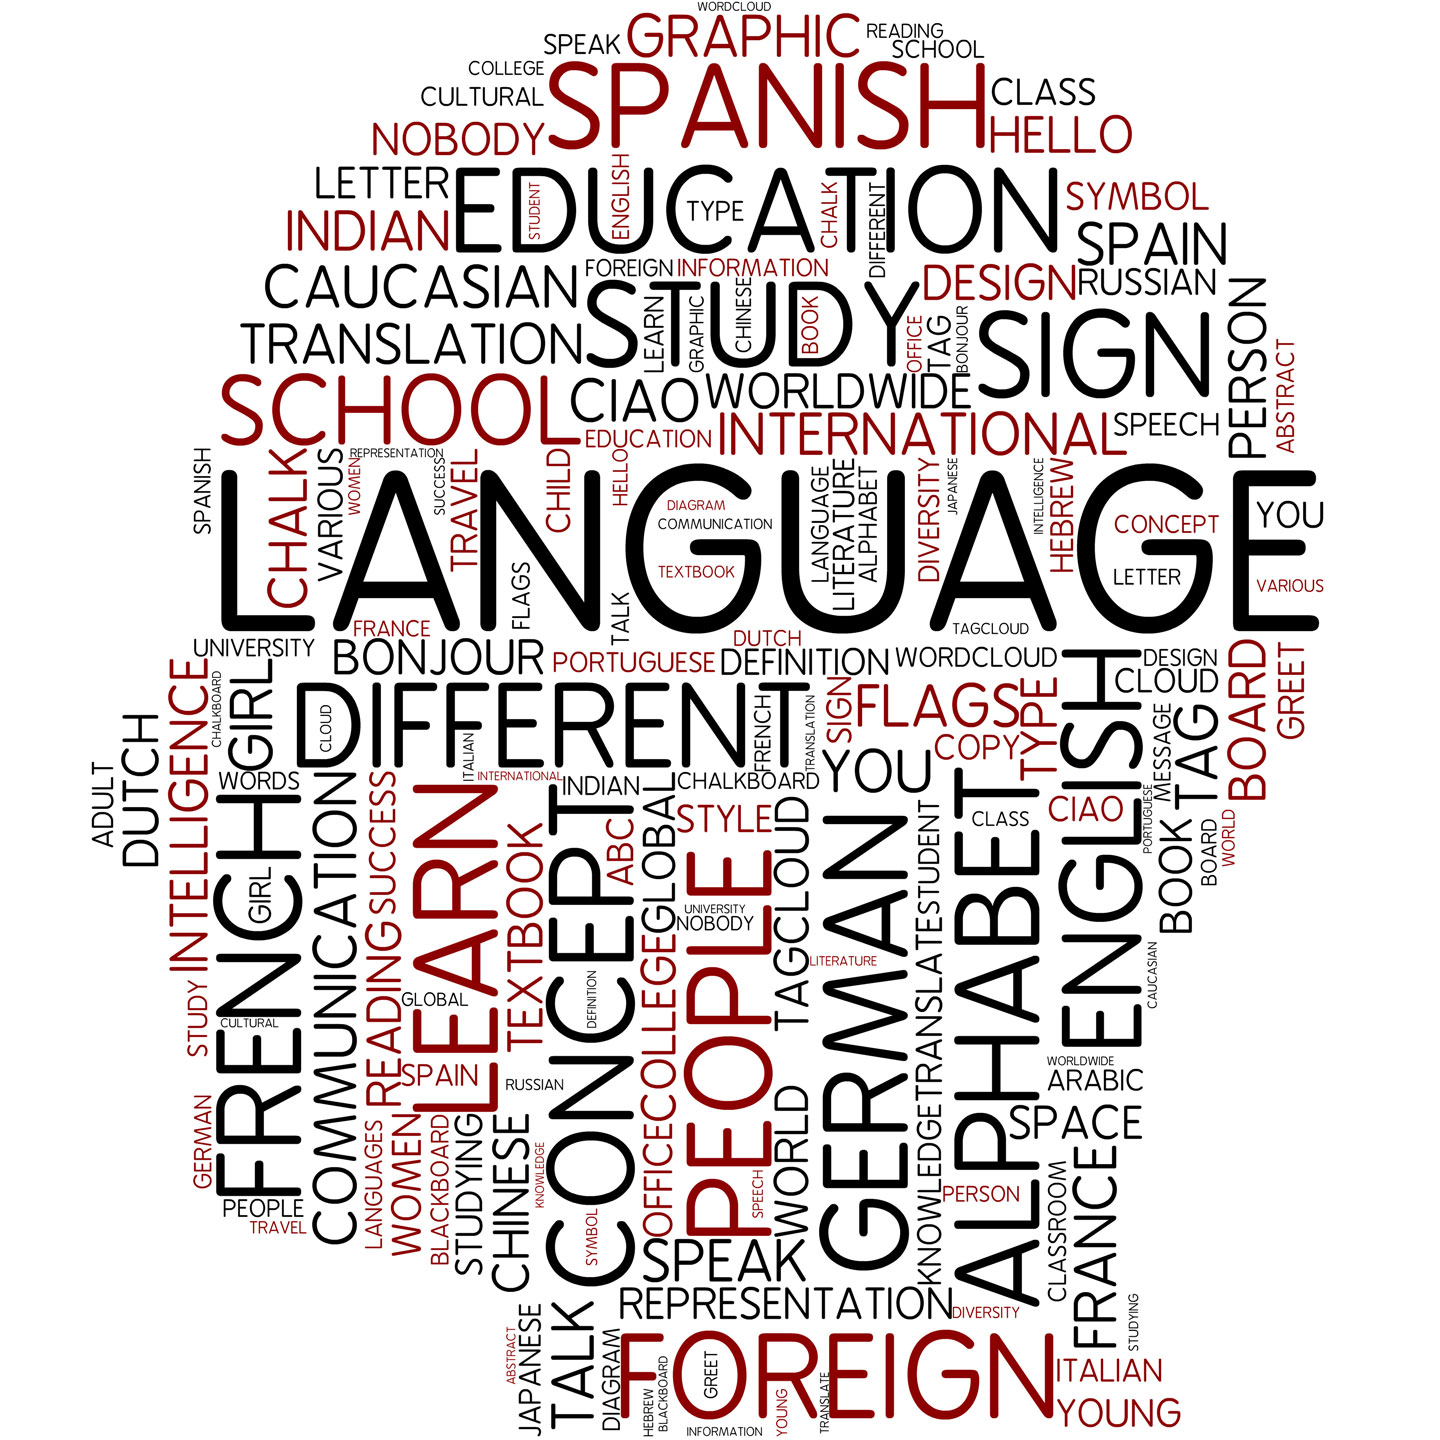 WORDCLOUD
SPEAK GRAPHIC READING
SCHOOL
COLLEGE SPANISH CLASS
CULTURAL
NOBODY HELLO
LETTER EDUCATION SYMBOL
STUDENT
ENGLISH
TYPE
CHALK
DIFFERENT
INDIAN SPAIN
FOREIGN INFORMATION
CAUCASIAN STUDY DESIGN RUSSIAN
LEARN
GRAPHIC
CHINESE
BOOK
OFFICE
TAG
BONJOUR
TRANSLATION SIGN
PERSON
ABSTRACT
SCHOOL CIAO WORLDWIDE
EDUCATION INTERNATIONAL SPEECH
SPANISH
LANGUAGE
CHALK
VARIOUS
REPRESENTATION
WOMEN
SUCCESS
TRAVEL
CHILD
FLAGS
HELLO
TALK
DIAGRAM
COMMUNICATION
TEXTBOOK
LANGUAGE
LITERATURE
ALPHABET
DIVERSITY
JAPANESE
INTELLIGENCE
HEBREW
CONCEPT
LETTER
YOU
VARIOUS
FRANCE
DUTCH
TAGCLOUD
UNIVERSITY BONJOUR PORTUGUESE DEFINITION WORDCLOUD
DESIGN
CLOUD
BOARD
GREET
DIFFERENT
CLOUD
ITALIAN
FRENCH
TRANSLATION
SIGN
FLAGS
TYPE
COPY
YOU
ENGLISH
MESSAGE
TAG
ADULT
DUTCH
INTELLIGENCE
CHALKBOARD
GIRL
WORDS
INTERNATIONAL
INDIAN
CHALKBOARD
FRENCH
GIRL
CULTURAL
STUDY
GERMAN
COMMUNICATION
SUCCESS
READING
LEARN
GLOBAL
SPAIN
TEXTBOOK
RUSSIAN
CONCEPT
ABC
DEFINITION
SYMBOL
GLOBAL
COLLEGE
OFFICE
STYLE
PEOPLE
UNIVERSITY
NOBODY
SPEECH
TAGCLOUD
WORLD
LITERATURE
GERMAN
STUDENT
TRANSLATE
KNOWLEDGE
ALPHABET
CLASS
CIAO
PORTUGUESE
BOOK
BOARD
WORLD
CAUCASIAN
WORLDWIDE
ARABIC
SPACE
PERSON
CLASSROOM
FRANCE
STUDYING
PEOPLE
TRAVEL
LANGUAGES
WOMEN
BLACKBOARD
STUDYING
CHINESE
KNOWLEDGE
SPEAK
REPRESENTATION DIVERSITY
ABSTRACT
JAPANESE
TALK
DIAGRAM
FOREIGN
HEBREW
BLACKBOARD
GREET
YOUNG
TRANSLATE
ITALIAN
YOUNG
INFORMATION